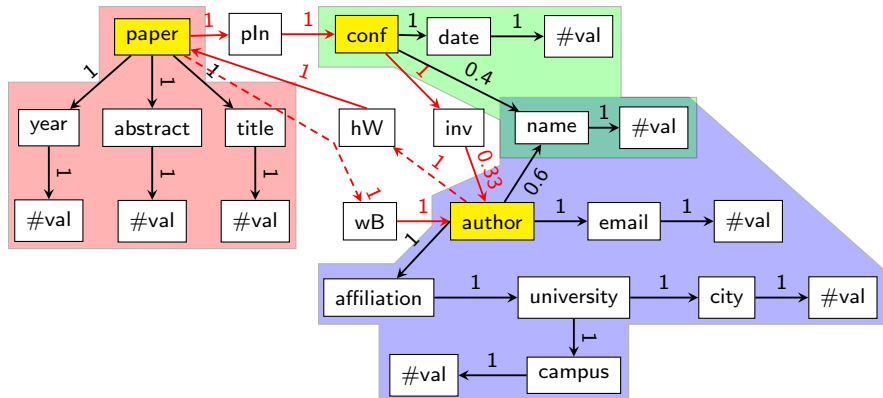 paper 1 pIn 1 conf 1 date 1 #val
1 1 1 1 1 0.4
year abstract title hW inv name 1 #val
1 1 1 1 1 0.33 0.6
#val #val #val wB 1 author 1 email 1 #val
1
affiliation 1 university 1 city 1 #val
1
#val 1 campus